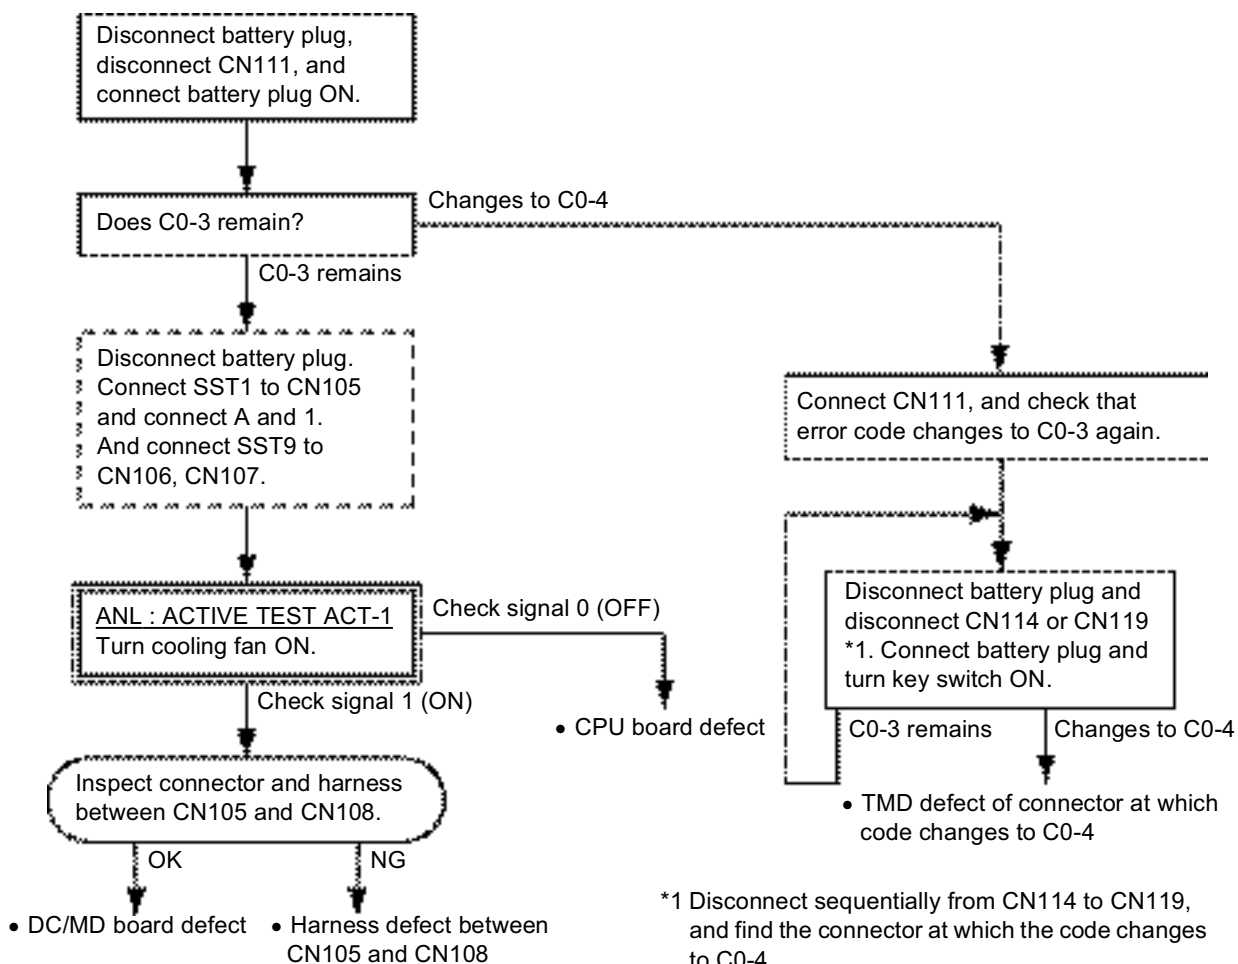 Disconnect battery plug,
disconnect CN111, and
connect battery plug ON.
Does C0-3 remain?
Changes to C0-4
C0-3 remains
Disconnect battery plug.
Connect SST1 to CN105
and connect A and 1.
And connect SST9 to
CN106, CN107.
Connect CN111, and check that
error code changes to C0-3 again.
ANL : ACTIVE TEST ACT-1
Turn cooling fan ON.
Check signal 0 (OFF)
Check signal 1 (ON)
• CPU board defect
Disconnect battery plug and
disconnect CN114 or CN119
*1. Connect battery plug and
turn key switch ON.
C0-3 remains
Changes to C0-4
• TMD defect of connector at which
code changes to C0-4
Inspect connector and harness
between CN105 and CN108.
OK
NG
• DC/MD board defect
• Harness defect between
CN105 and CN108
*1 Disconnect sequentially from CN114 to CN119,
and find the connector at which the code changes
to C0-4